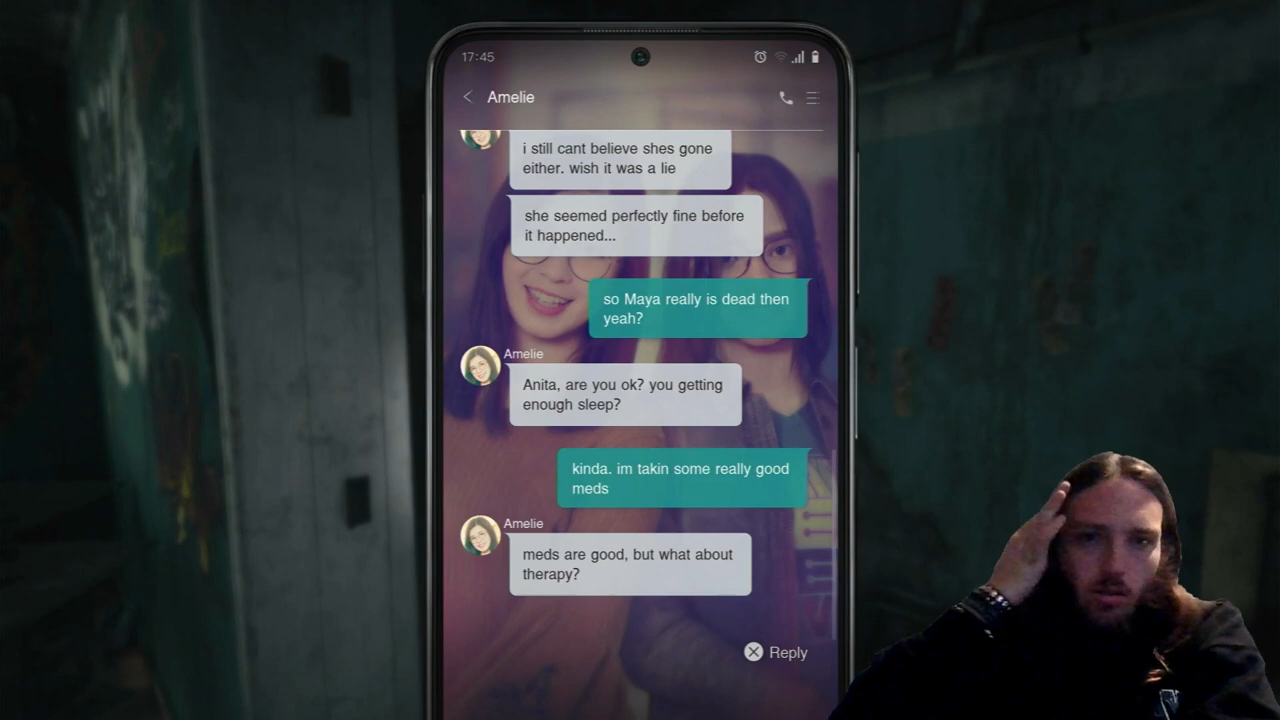 17:45
Amelie
i still cant believe shes gone
either. wish it was a lie
she seemed perfectly fine before
it happened...
so Maya really is dead then
yeah?
Amelie
Anita, are you ok? you getting
enough sleep?
kinda. im takin some really good
meds
Amelie
meds are good, but what about
therapy?
Reply